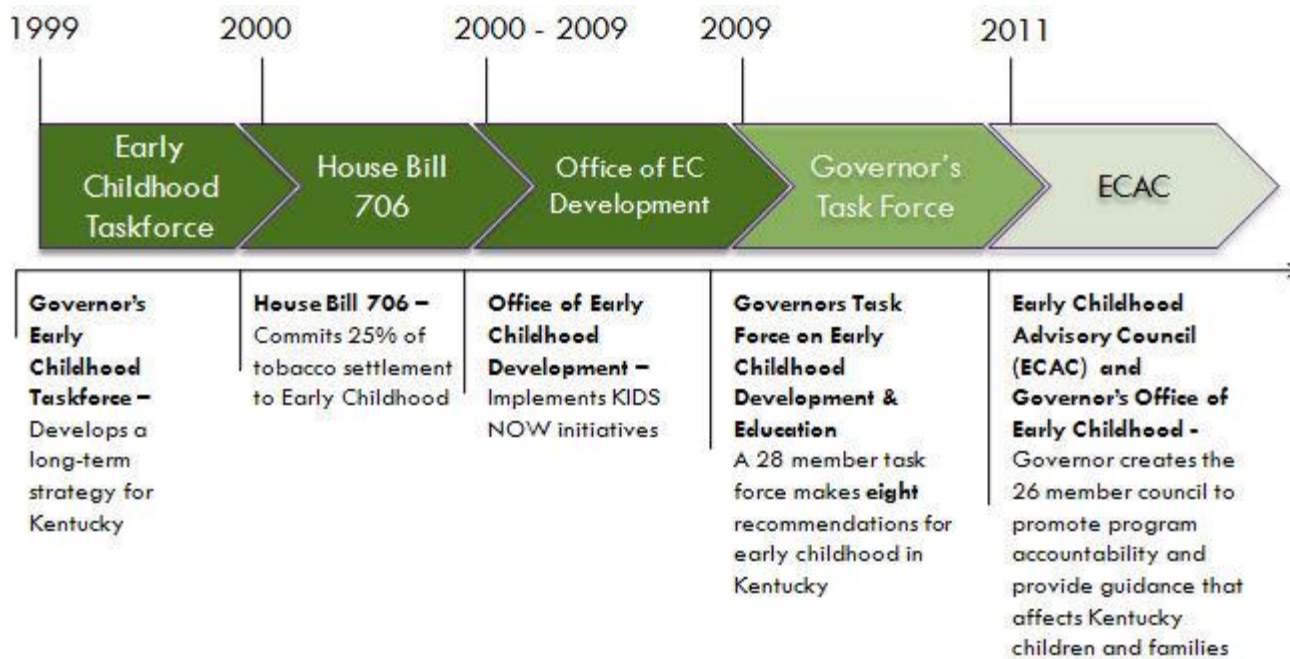 1999
2000
2000 - 2009
2009
2011
Early
Childhood
Taskforce
House Bill
706
Office of EC
Development
Governor's
Task Force
ECAC
Governor's
Early
Childhood
Taskforce –
Develops a
long-term
strategy for
Kentucky
House Bill 706 –
Commits 25% of
tobacco settlement
to Early Childhood
Office of Early
Childhood
Development –
Implements KIDS
NOW initiatives
Governors Task
Force on Early
Childhood
Development &
Education
A 28 member task
force makes eight
recommendations for
early childhood in
Kentucky
Early Childhood
Advisory Council
(ECAC) and
Governor's Office of
Early Childhood -
Governor creates the
26 member council to
promote program
accountability and
provide guidance that
affects Kentucky
children and families